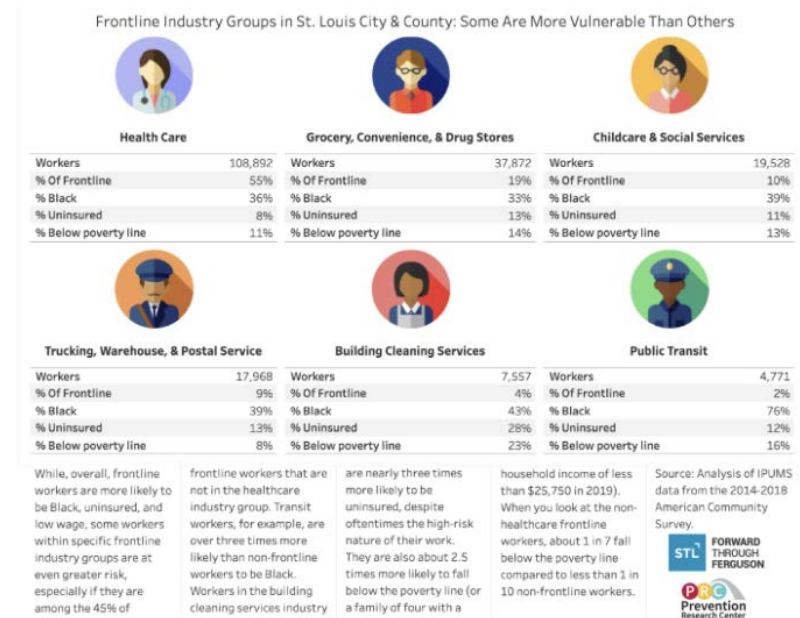 Frontline Industry Groups in St. Louis City & County: Some Are More Vulnerable Than Others
Health Care
Workers 108,892
% Of Frontline 55%
% Black 36%
% Uninsured 8%
% Below poverty line 11%
Grocery, Convenience, & Drug Stores
Workers 37,872
% Of Frontline 19%
% Black 33%
% Uninsured 13%
% Below poverty line 14%
Childcare & Social Services
Workers 19,528
% Of Frontline 10%
% Black 39%
% Uninsured 11%
% Below poverty line 13%
Trucking, Warehouse, & Postal Service
Workers 17,968
% Of Frontline 9%
% Black 39%
% Uninsured 13%
% Below poverty line 8%
Building Cleaning Services
Workers 7,557
% Of Frontline 4%
% Black 43%
% Uninsured 28%
% Below poverty line 23%
Public Transit
Workers 4,771
% Of Frontline 2%
% Black 76%
% Uninsured 12%
% Below poverty line 16%
While, overall, frontline
workers are more likely to
be Black, uninsured, and
low wage, some workers
within specific frontline
industry groups are at
even greater risk,
especially if they are
among the 45% of
frontline workers that are
not in the healthcare
industry group. Transit
workers, for example, are
over three times more
likely than non-frontline
workers to be Black.
Workers in the building
cleaning services industry
are nearly three times
more likely to be
uninsured, despite
oftentimes the high-risk
nature of their work.
They are also about 2.5
times more likely to fall
below the poverty line (or
a family of four with a
household income of less
than $25,750 in 2019).
When you look at the non-
healthcare frontline
workers, about 1 in 7 fall
below the poverty line
compared to less than 1 in
10 non-frontline workers.
Source: Analysis of IPUMS
data from the 2014-2018
American Community
Survey.
STL
FORWARD
THROUGH
FERGUSON
PRC
Prevention
Research Center